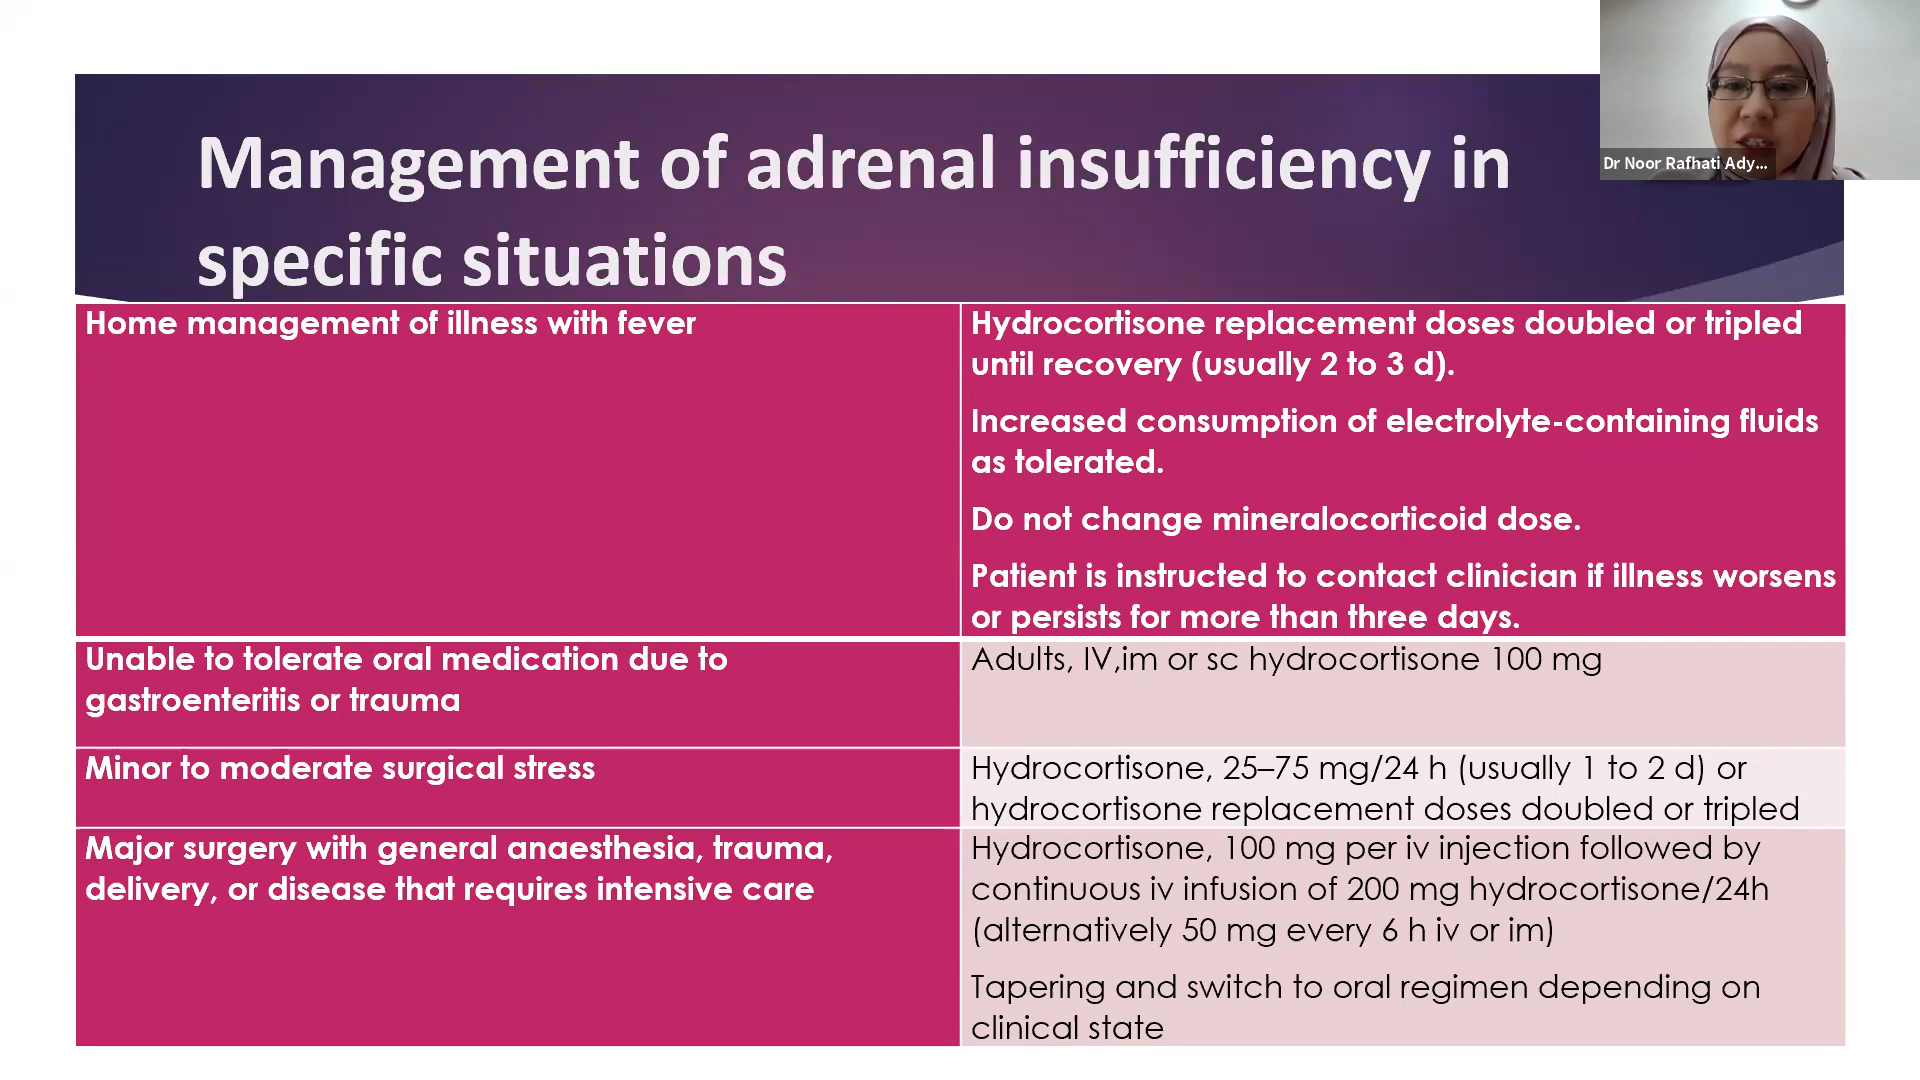 Management of adrenal insufficiency in
specific situations
Dr Noor Rafhati Ady...
Home management of illness with fever
Hydrocortisone replacement doses doubled or tripled
until recovery (usually 2 to 3 d).
Increased consumption of electrolyte-containing fluids
as tolerated.
Do not change mineralocorticoid dose.
Patient is instructed to contact clinician if illness worsens
or persists for more than three days.
Unable to tolerate oral medication due to
gastroenteritis or trauma
Adults, IV,im or sc hydrocortisone 100 mg
Minor to moderate surgical stress
Hydrocortisone, 25–75 mg/24 h (usually 1 to 2 d) or
hydrocortisone replacement doses doubled or tripled
Major surgery with general anaesthesia, trauma,
delivery, or disease that requires intensive care
Hydrocortisone, 100 mg per iv injection followed by
continuous iv infusion of 200 mg hydrocortisone/24h
(alternatively 50 mg every 6 h iv or im)
Tapering and switch to oral regimen depending on
clinical state